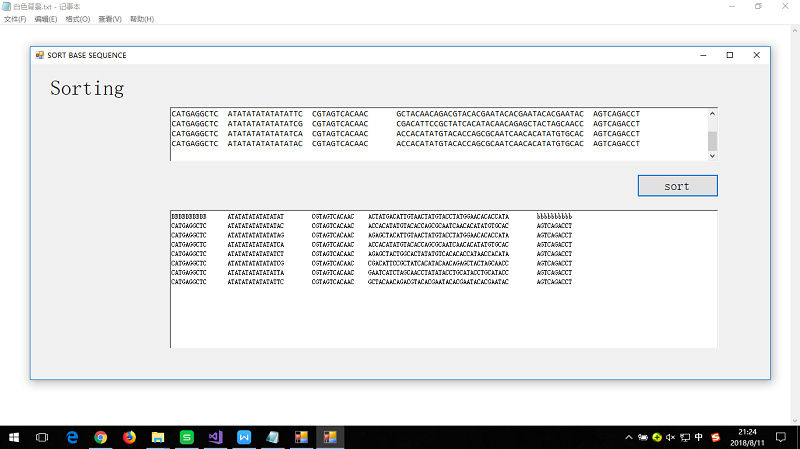 白色背景.txt - 记事本
文件(F) 编辑(E) 格式(O) 查看(V) 帮助(H)
SORT BASE SEQUENCE
Sorting
CATGAGGCTC ATATATATATATATTC CGTAGTCACAAC GCTACAACAGACGTACACGAATACACGAATACACGAATAC AGTCAGACCT
CATGAGGCTC ATATATATATATATCG CGTAGTCACAAC CGACATTCCGCTATCACATACAACAGAGCTACTAGCAACC AGTCAGACCT
CATGAGGCTC ATATATATATATATCA CGTAGTCACAAC ACCACATATGTACACCAGCGCAATCAACACATATGTGCAC AGTCAGACCT
CATGAGGCTC ATATATATATATATAC CGTAGTCACAAC ACCACATATGTACACCAGCGCAATCAACACATATGTGCAC AGTCAGACCT
sort
BBBBBBBBBB ATATATATATATATAT CGTAGTCACAAC ACTATGACATTGTAACTATGTACCTATGGAACACACCATA bbbbbbbbbb
CATGAGGCTC ATATATATATATATAC CGTAGTCACAAC ACCACATATGTACACCAGCGCAATCAACACATATGTGCAC AGTCAGACCT
CATGAGGCTC ATATATATATATATAG CGTAGTCACAAC AGAGCTACATTGTAACTATGTACCTATGGAACACACCATA AGTCAGACCT
CATGAGGCTC ATATATATATATATCA CGTAGTCACAAC ACCACATATGTACACCAGCGCAATCAACACATATGTGCAC AGTCAGACCT
CATGAGGCTC ATATATATATATATCT CGTAGTCACAAC AGAGCTACTGGCACTATATGTCACACACCATAACCACATA AGTCAGACCT
CATGAGGCTC ATATATATATATATCG CGTAGTCACAAC CGACATTCCGCTATCACATACAACAGAGCTACTAGCAACC AGTCAGACCT
CATGAGGCTC ATATATATATATATTA CGTAGTCACAAC GAATCATCTAGCAACCTATATACCTGCATACCTGCATACC AGTCAGACCT
CATGAGGCTC ATATATATATATATTC CGTAGTCACAAC GCTACAACAGACGTACACGAATACACGAATACACGAATAC AGTCAGACCT
中
21:24
2018/8/11